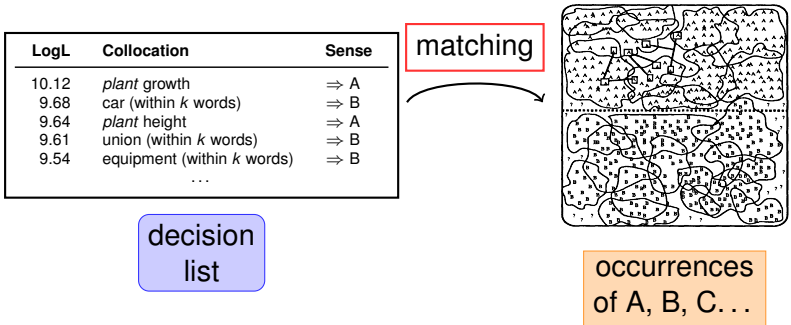 LogL Collocation Sense
10.12 plant growth ⇒ A
9.68 car (within k words) ⇒ B
9.64 plant height ⇒ A
9.61 union (within k words) ⇒ B
9.54 equipment (within k words) ⇒ B
...
matching
decision
list
occurrences
of A, B, C...